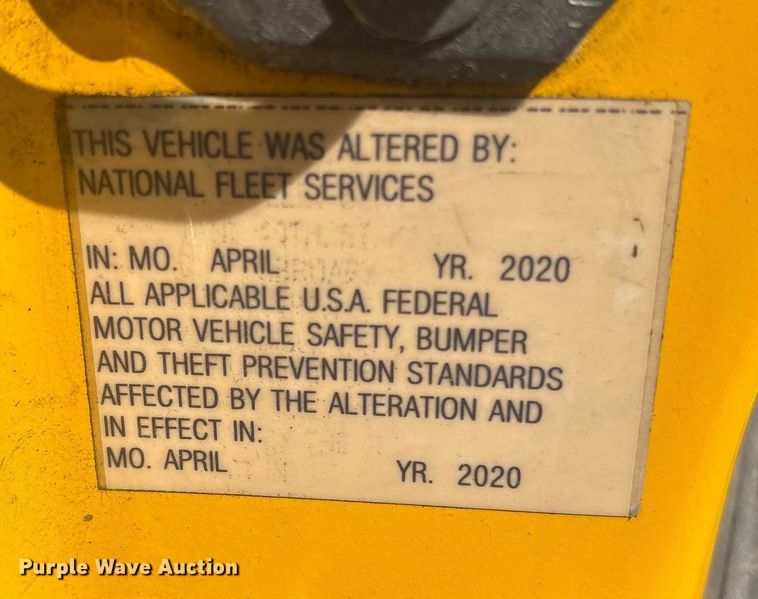 THIS VEHICLE WAS ALTERED BY:
NATIONAL FLEET SERVICES
IN: MO. APRIL YR. 2020
ALL APPLICABLE U.S.A. FEDERAL
MOTOR VEHICLE SAFETY, BUMPER
AND THEFT PREVENTION STANDARDS
AFFECTED BY THE ALTERATION AND
IN EFFECT IN:
MO. APRIL YR. 2020
Purple Wave Auction